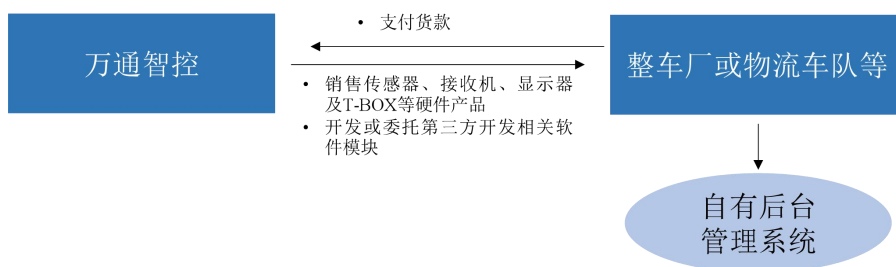 • 支付货款
万通智控
整车厂或物流车队等
• 销售传感器、接收机、显示器
及T-BOX等硬件产品
• 开发或委托第三方开发相关软
件模块
自有后台
管理系统